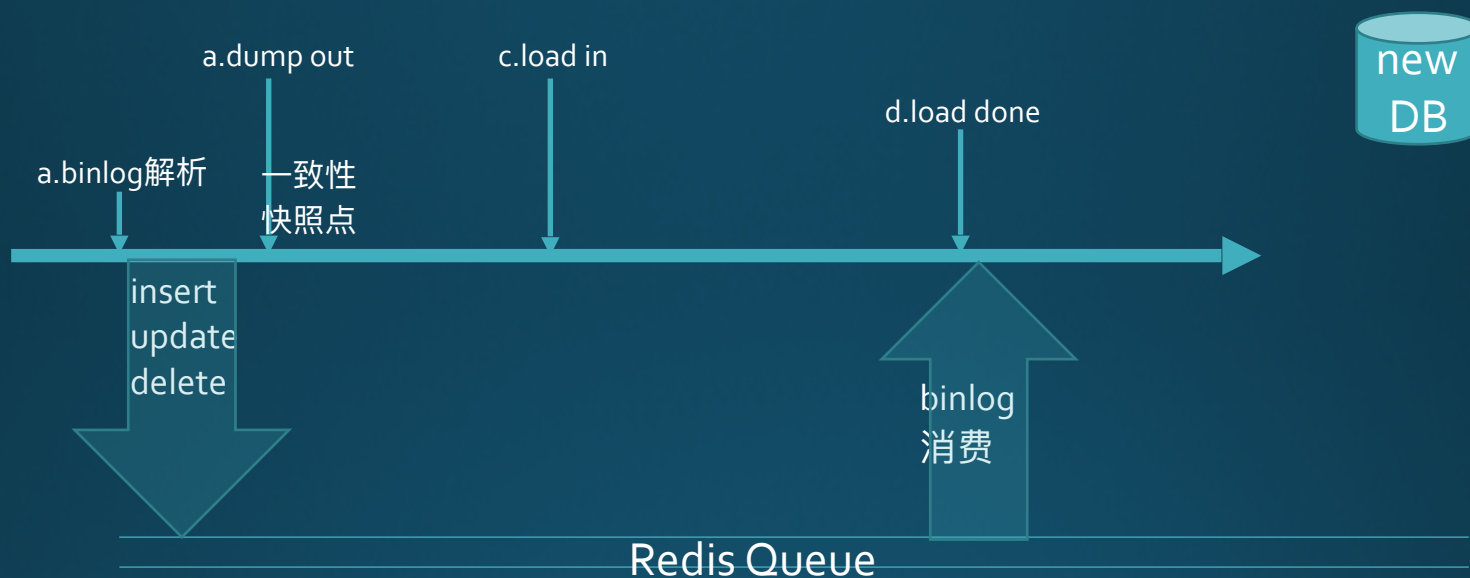 a.dump out
c.load in
new
DB
d.load done
a.binlog解析
一致性
快照点
insert
update
delete
binlog
消费
Redis Queue